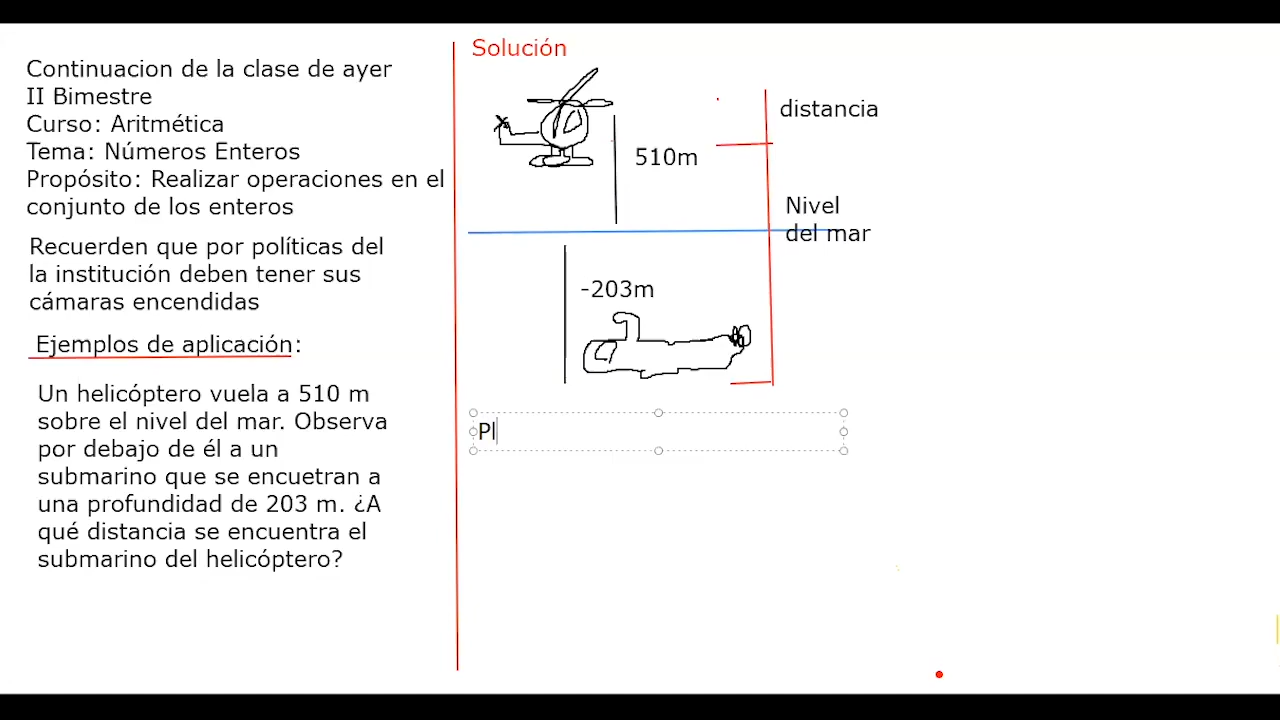 Continuacion de la clase de ayer
II Bimestre
Curso: Aritmética
Tema: Números Enteros
Propósito: Realizar operaciones en el
conjunto de los enteros
Recuerden que por políticas del
la institución deben tener sus
cámaras encendidas
Ejemplos de aplicación:
Un helicóptero vuela a 510 m
sobre el nivel del mar. Observa
por debajo de él a un
submarino que se encuetran a
una profundidad de 203 m. ¿A
qué distancia se encuentra el
submarino del helicóptero?
Solución
distancia
510m
Nivel
del mar
-203m
Pl